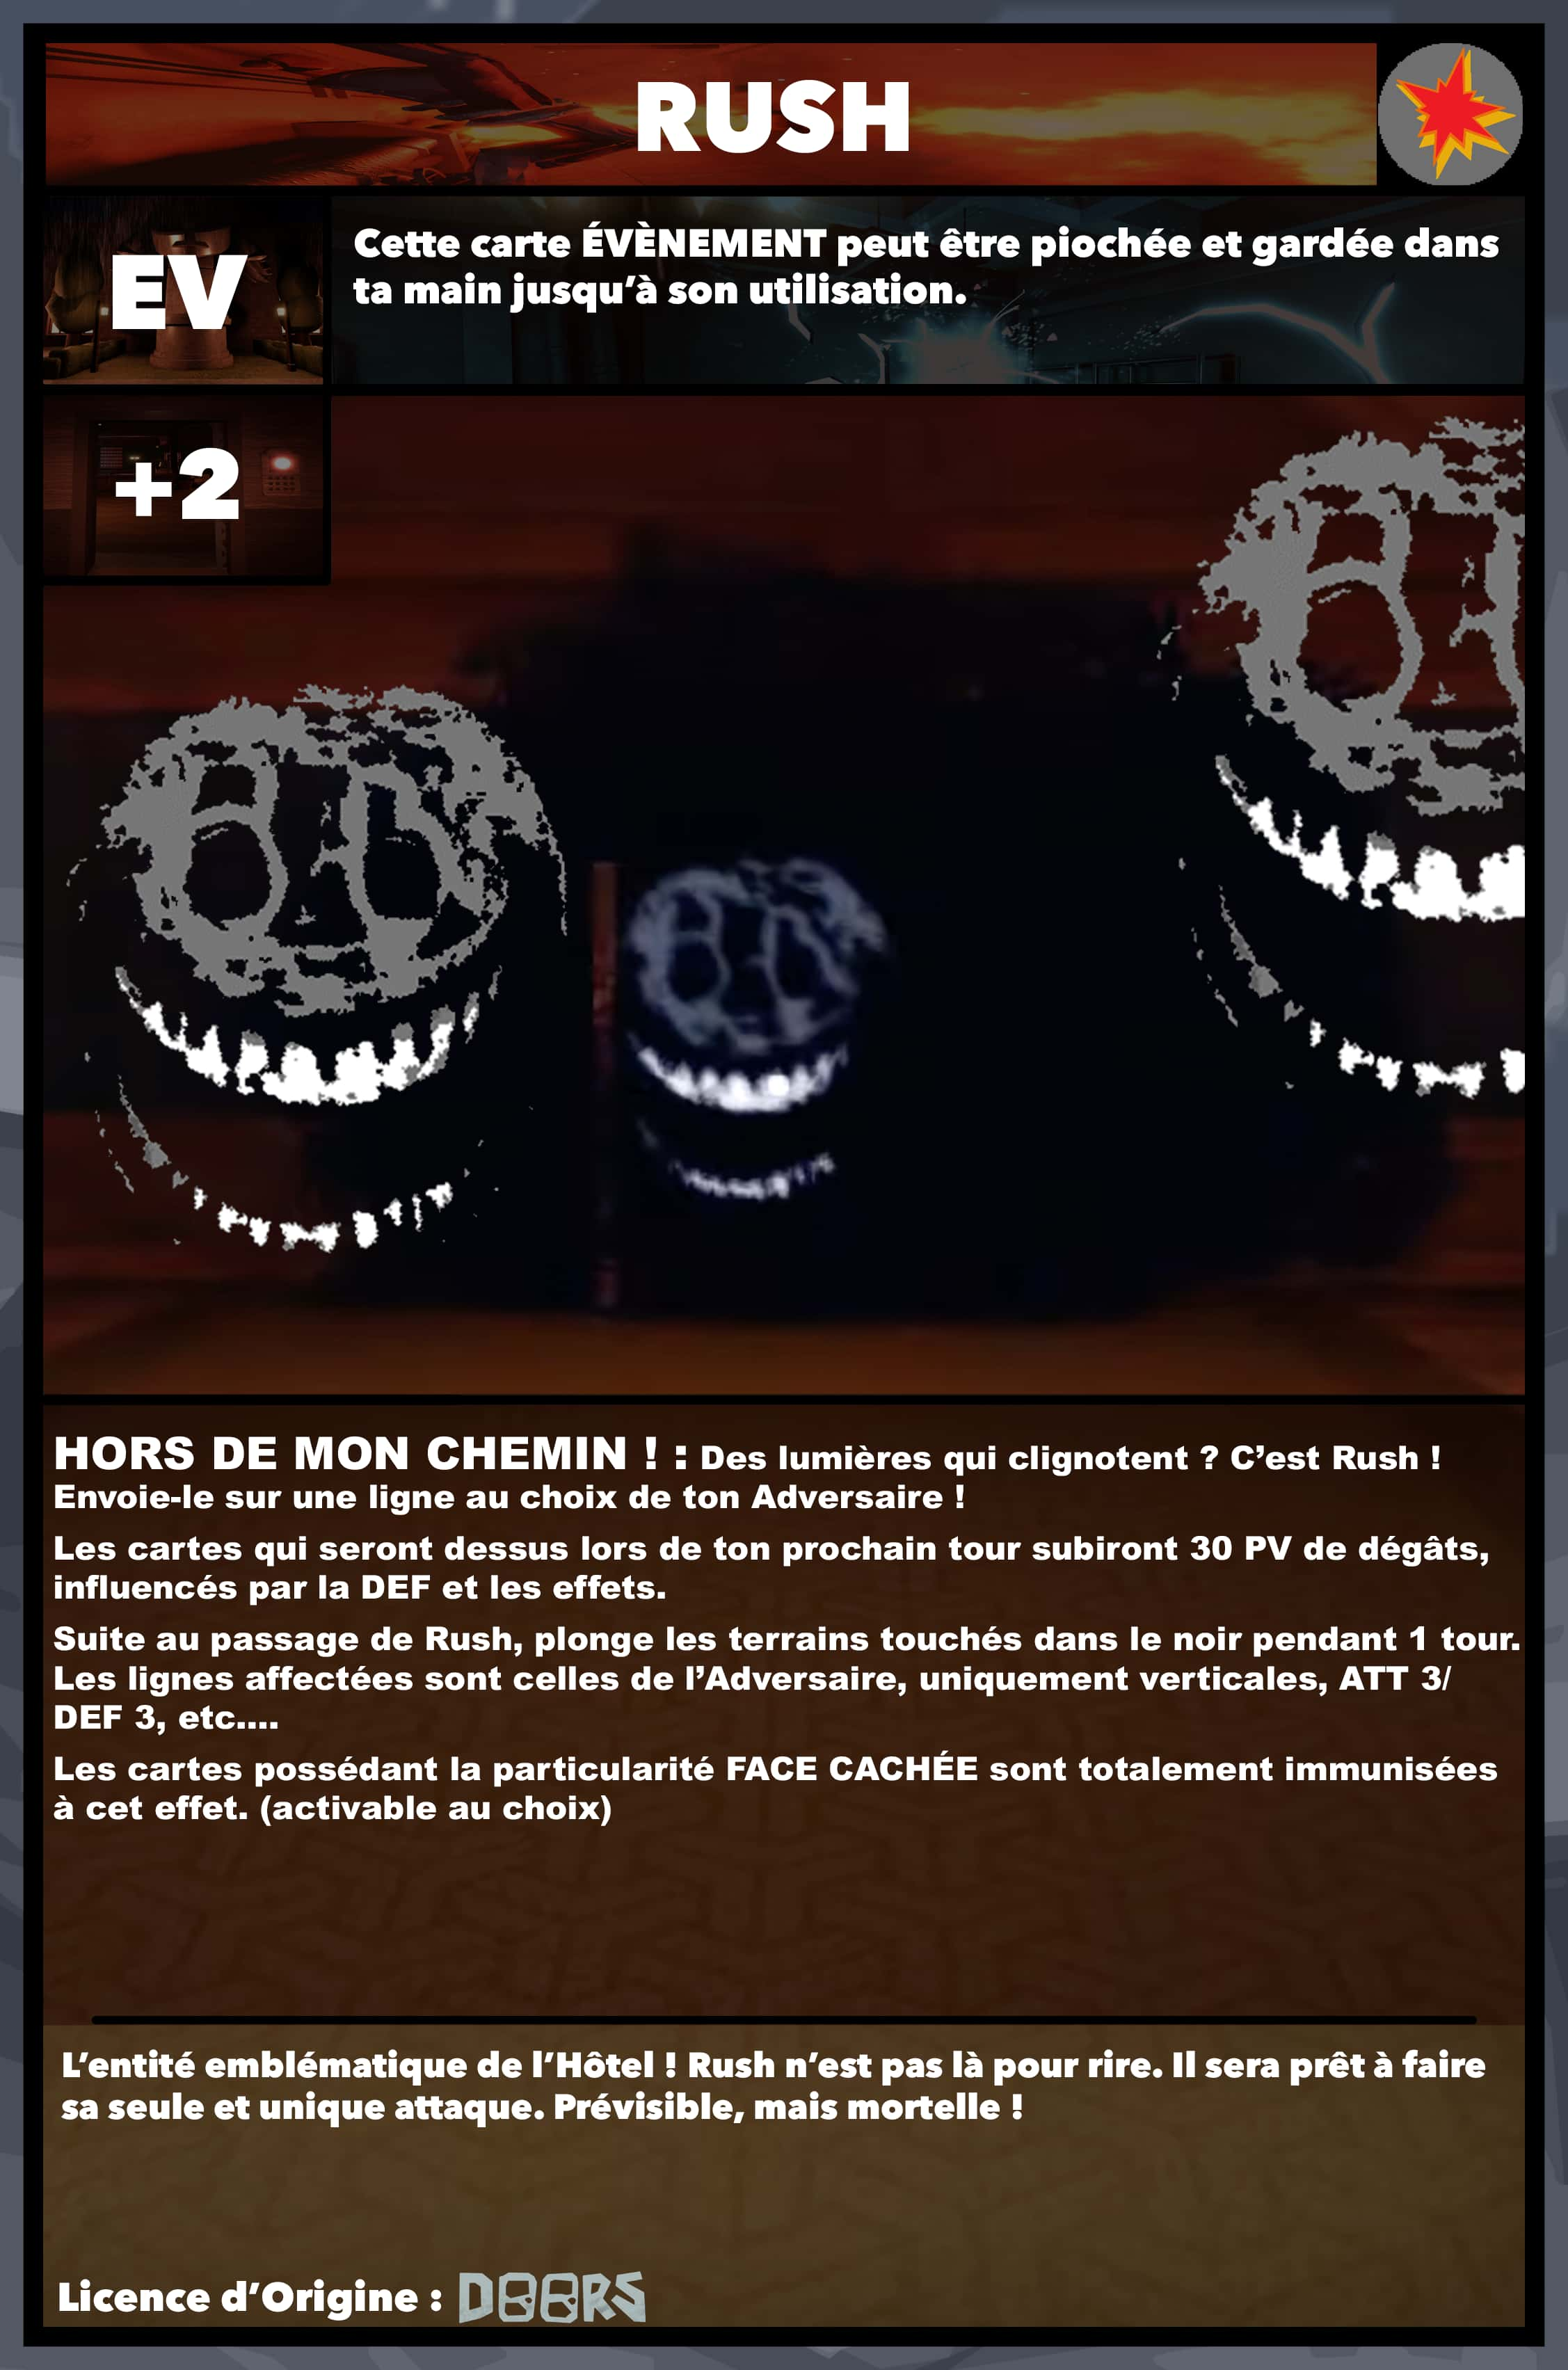 RUSH
EV
Cette carte ÉVÈNEMENT peut être piochée et gardée dans
ta main jusqu’à son utilisation.
+2
HORS DE MON CHEMIN ! : Des lumières qui clignotent ? C’est Rush !
Envoie-le sur une ligne au choix de ton Adversaire !
Les cartes qui seront dessus lors de ton prochain tour subiront 30 PV de dégâts,
influencés par la DEF et les effets.
Suite au passage de Rush, plonge les terrains touchés dans le noir pendant 1 tour.
Les lignes affectées sont celles de l’Adversaire, uniquement verticales, ATT 3/
DEF 3, etc....
Les cartes possédant la particularité FACE CACHÉE sont totalement immunisées
à cet effet. (activable au choix)
L’entité emblématique de l’Hôtel ! Rush n’est pas là pour rire. Il sera prêt à faire
sa seule et unique attaque. Prévisible, mais mortelle !
Licence d’Origine : DOORS